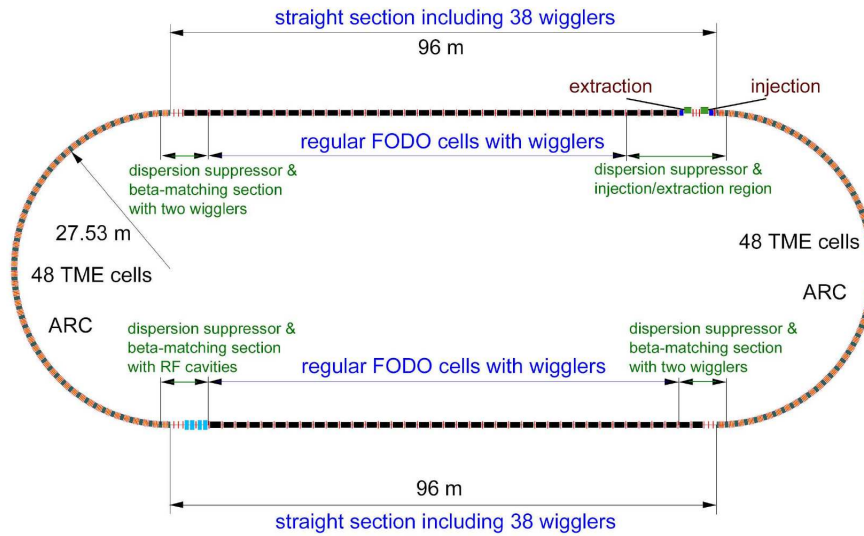 straight section including 38 wigglers
96 m
extraction
injection
regular FODO cells with wigglers
dispersion suppressor &
beta-matching section
with two wigglers
dispersion suppressor &
injection/extraction region
27.53 m
48 TME cells
ARC
48 TME cells
ARC
dispersion suppressor &
beta-matching section
with RF cavities
regular FODO cells with wigglers
dispersion suppressor &
beta-matching section
with two wigglers
96 m
straight section including 38 wigglers